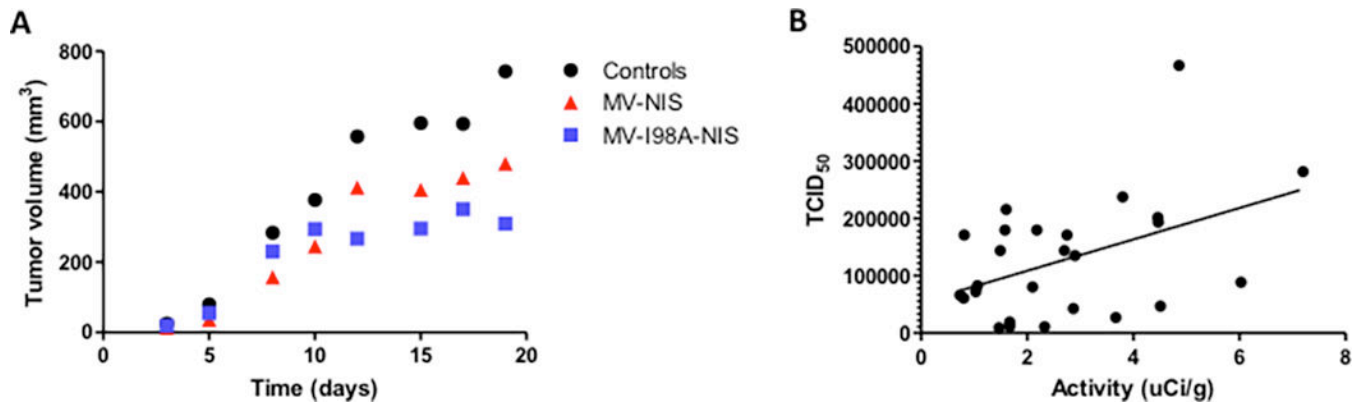 A
Tumor volume (mm³)
800
600
400
200
0
0 5 10 15 20
Time (days)
Controls
MV-NIS
MV-I98A-NIS
B
TCID₅₀
500000
400000
300000
200000
100000
0
0 2 4 6 8
Activity (uCi/g)